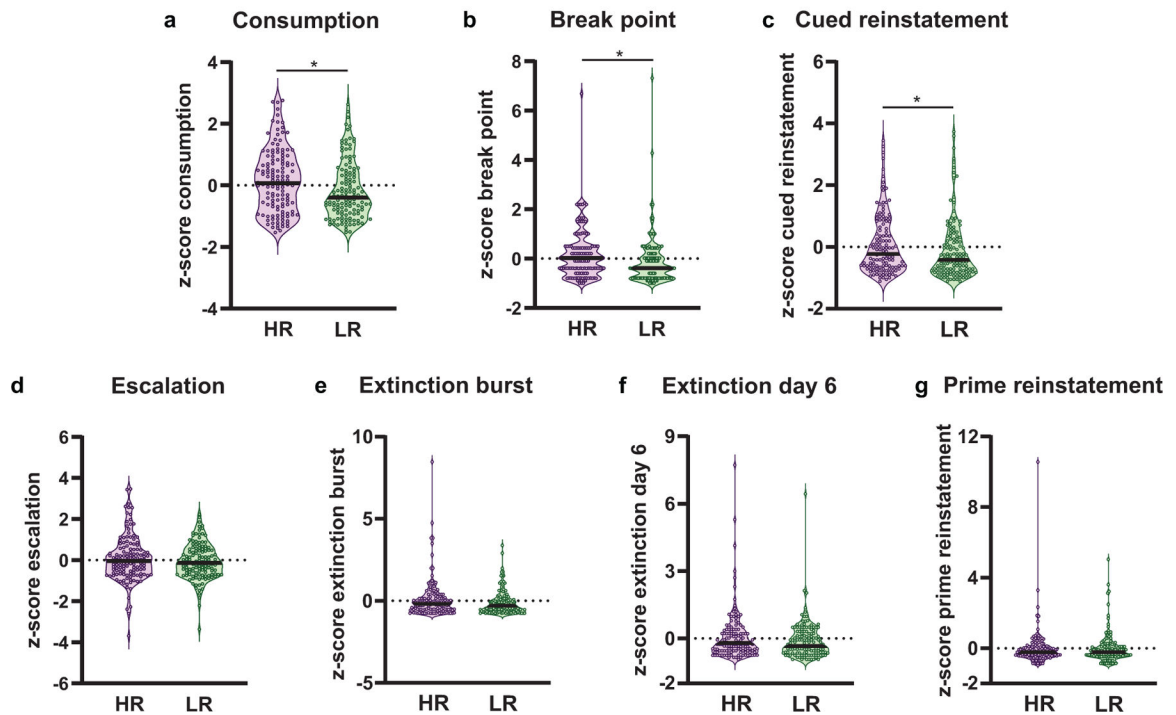 a Consumption
z-score consumption
4
2
0
-2
-4
*
HR LR
b Break point
z-score break point
8
6
4
2
0
-2
*
HR LR
c Cued reinstatement
z-score cued reinstatement
6
4
2
0
-2
*
HR LR
d Escalation
z-score escalation
6
4
2
0
-2
-4
-6
HR LR
e Extinction burst
z-score extinction burst
10
5
0
-5
HR LR
f Extinction day 6
z-score extinction day 6
9
6
3
0
-2
HR LR
g Prime reinstatement
z-score prime reinstatement
12
8
4
0
-2
HR LR